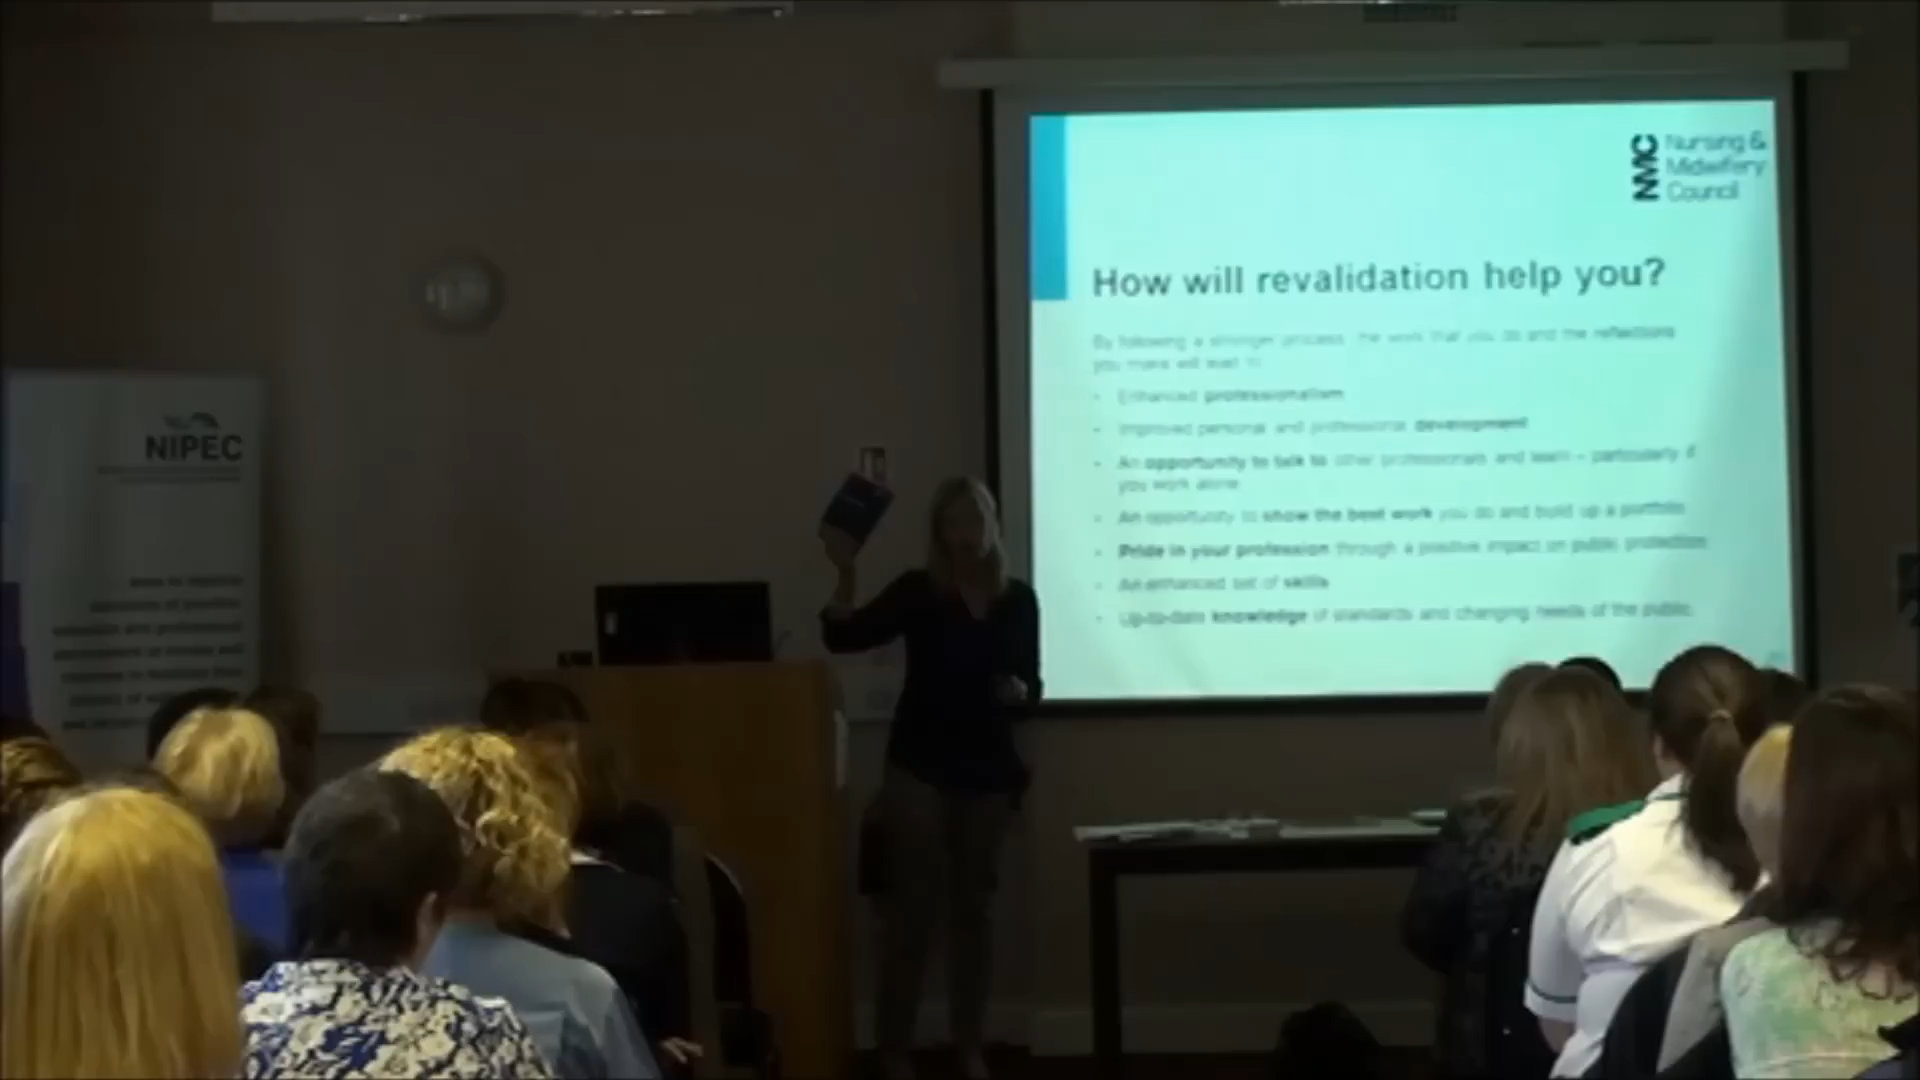 NMC
Nursing &
Midwifery
Council
How will revalidation help you?
By following a stronger process the work that you do and the reflections
you make will lead to
• Enhanced professionalism
• Improved personal and professional development
• An opportunity to talk to other professionals and learn – particularly if
you work alone
• An opportunity to show the best work you do and build up a portfolio
• Pride in your profession through a positive impact on public protection
• An enhanced set of skills
• Up-to-date knowledge of standards and changing needs of the public
NIPEC